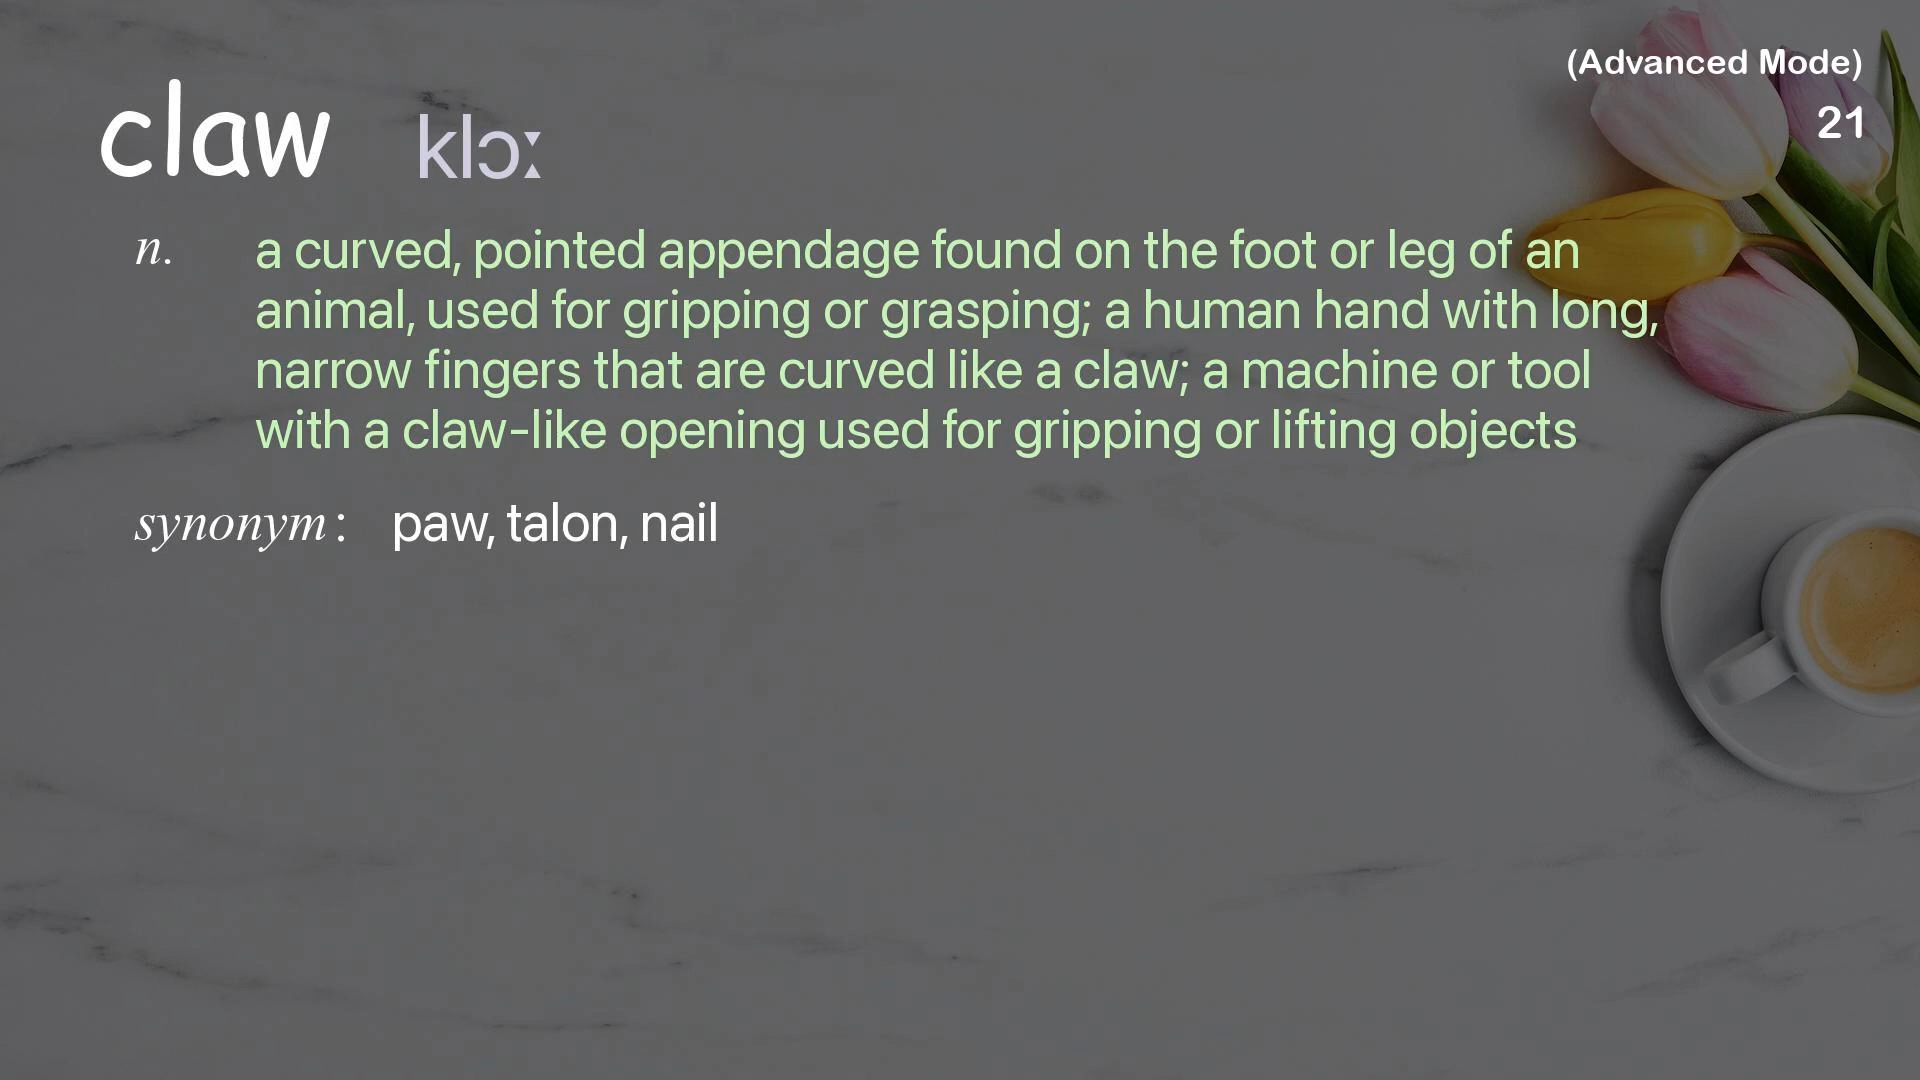 (Advanced Mode)
21
claw klɔː
n. a curved, pointed appendage found on the foot or leg of an
animal, used for gripping or grasping; a human hand with long,
narrow fingers that are curved like a claw; a machine or tool
with a claw-like opening used for gripping or lifting objects
synonym: paw, talon, nail